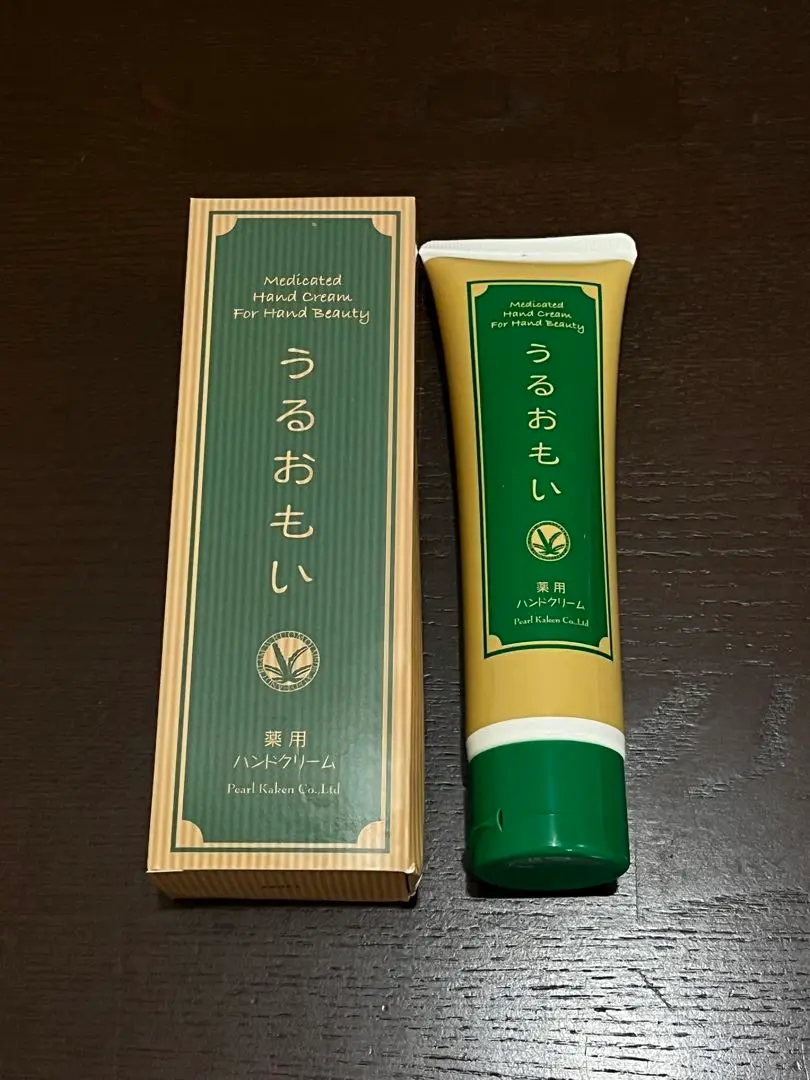 Medicated
Hand Cream
For Hand Beauty
うるおもい
薬用
ハンドクリーム
Pearl Kaken Co.,Ltd
Medicated
Hand Cream
For Hand Beauty
うるおもい
薬用
ハンドクリーム
Pearl Kaken Co.,Ltd